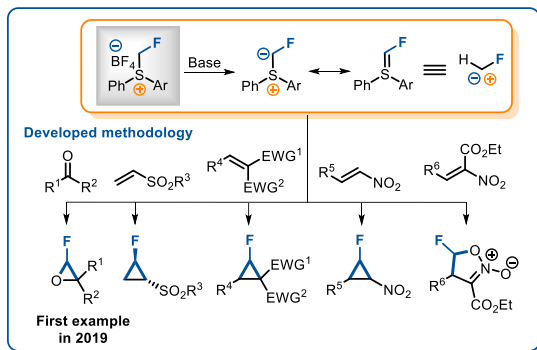 F
F
F
⊖
BF₄
⊖
H
F
S
Base
S
S
≡
⊖ ⊕
Ph Ar
Ph Ar
Ph Ar
⊕
⊕
Developed methodology
O
R¹ R²
SO₂R³
R⁴ EWG¹
EWG²
R⁵
NO₂
CO₂Et
R⁶ NO₂
F
R¹
O
R²
F
SO₂R³
F
EWG¹
R⁴ EWG²
F
R⁵ NO₂
F
O
N ⊕
O ⊖
R⁶
CO₂Et
First example
in 2019